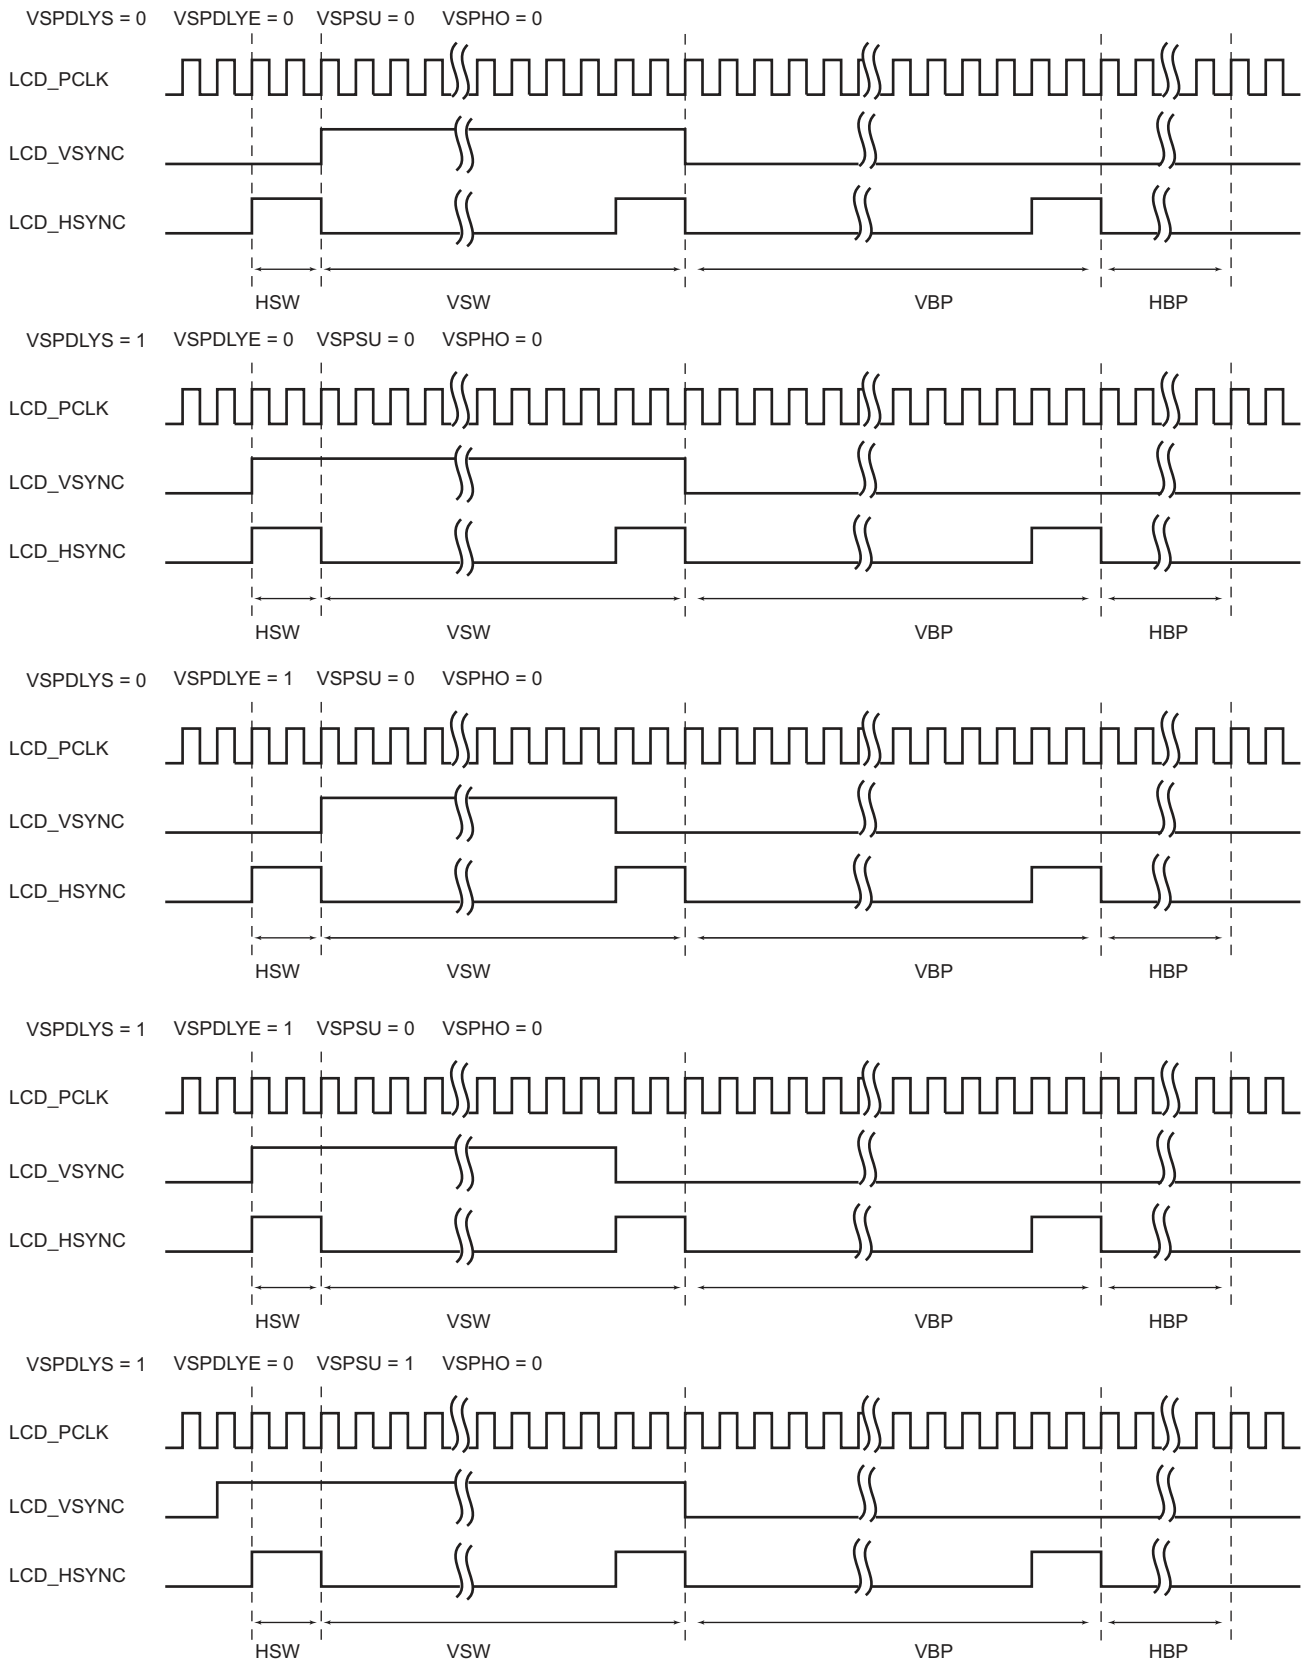 VSPDLYS = 0 VSPDLYE = 0 VSPSU = 0 VSPHO = 0
LCD_PCLK
LCD_VSYNC
LCD_HSYNC
HSW VSW VBP HBP
VSPDLYS = 1 VSPDLYE = 0 VSPSU = 0 VSPHO = 0
LCD_PCLK
LCD_VSYNC
LCD_HSYNC
HSW VSW VBP HBP
VSPDLYS = 0 VSPDLYE = 1 VSPSU = 0 VSPHO = 0
LCD_PCLK
LCD_VSYNC
LCD_HSYNC
HSW VSW VBP HBP
VSPDLYS = 1 VSPDLYE = 1 VSPSU = 0 VSPHO = 0
LCD_PCLK
LCD_VSYNC
LCD_HSYNC
HSW VSW VBP HBP
VSPDLYS = 1 VSPDLYE = 0 VSPSU = 1 VSPHO = 0
LCD_PCLK
LCD_VSYNC
LCD_HSYNC
HSW VSW VBP HBP